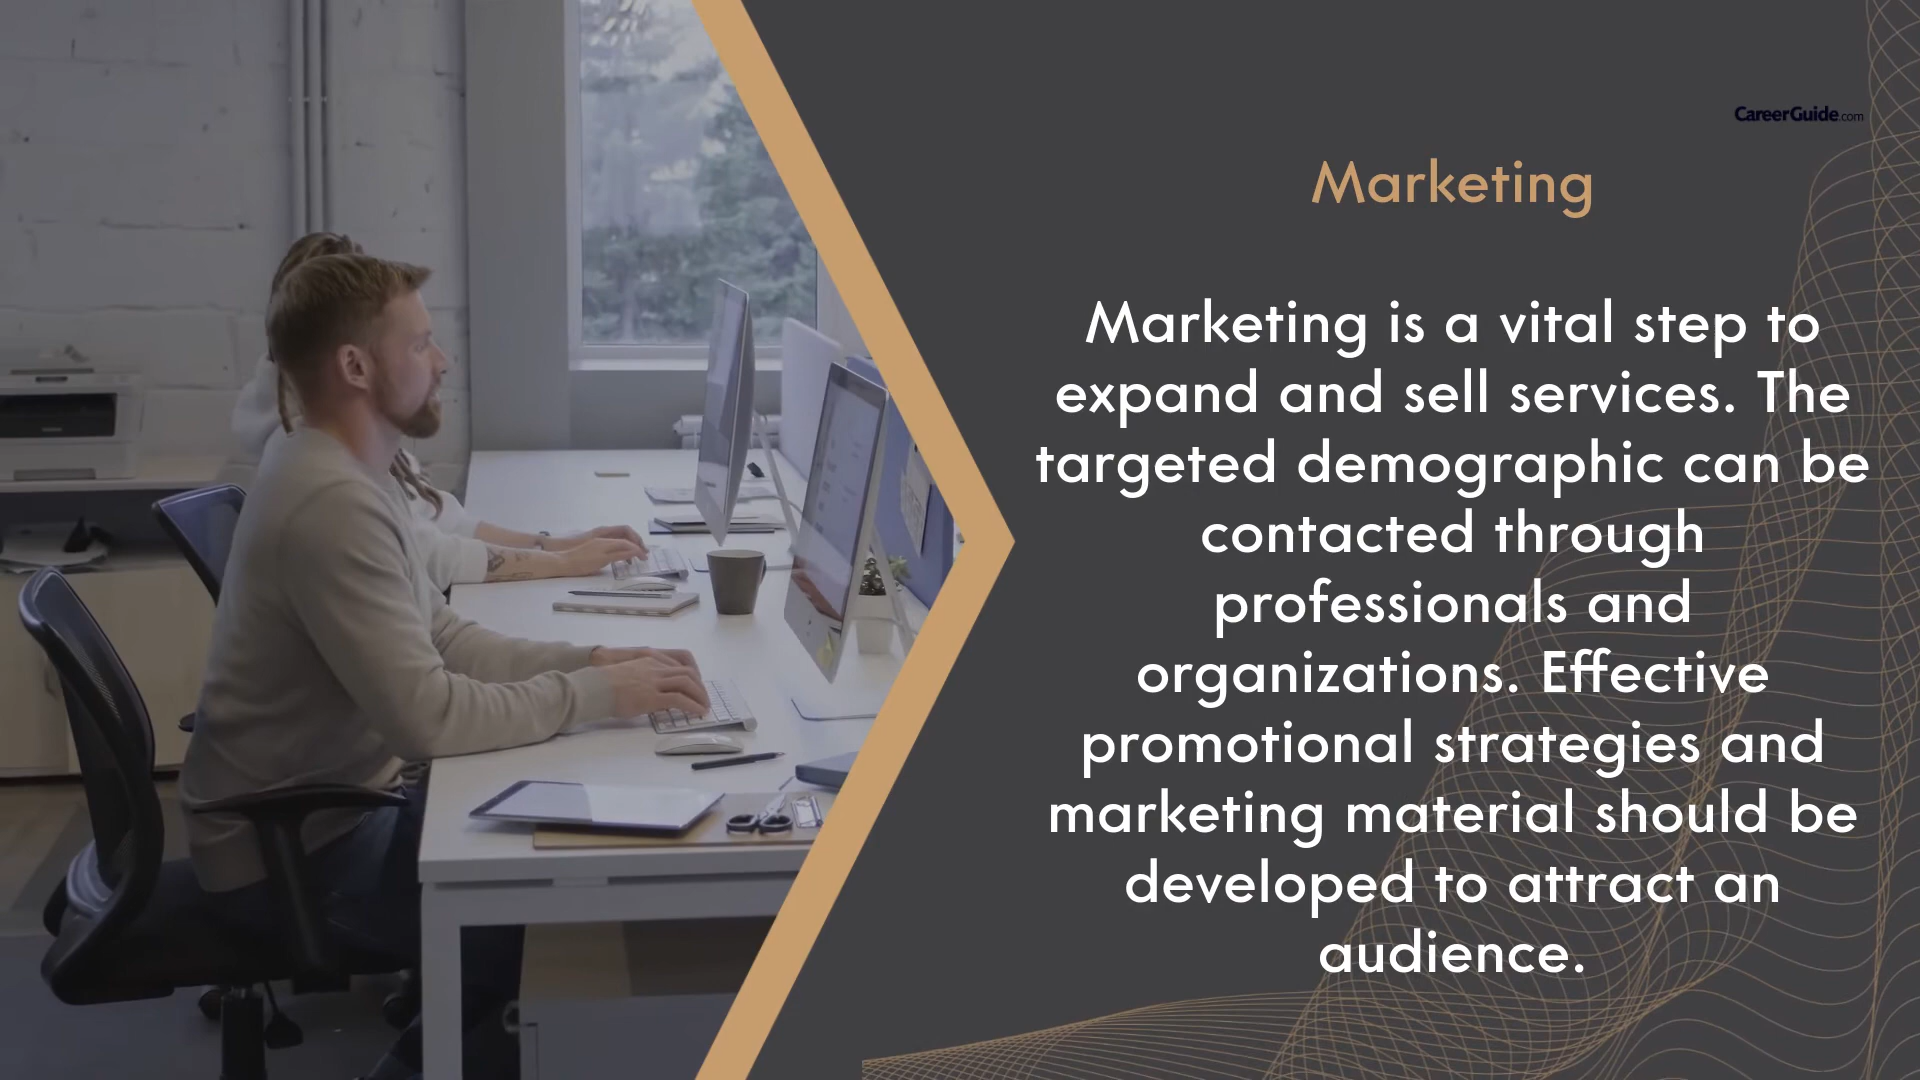 CareerGuide.com
Marketing
Marketing is a vital step to
expand and sell services. The
targeted demographic can be
contacted through
professionals and
organizations. Effective
promotional strategies and
marketing material should be
developed to attract an
audience.